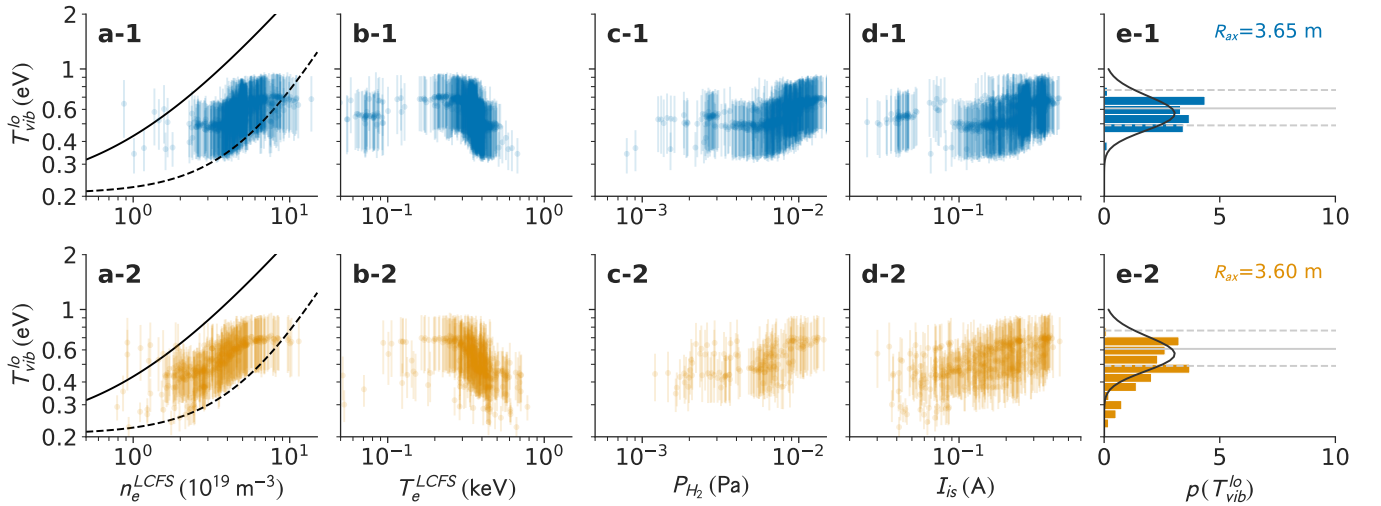 a-1
b-1
c-1
d-1
e-1
R_ax=3.65 m
T_vib^lo (eV)
2
1
0.6
0.4
0.3
0.2
10^0 10^1
10^-1 10^0
10^-3 10^-2
10^-1
0 5 10
a-2
b-2
c-2
d-2
e-2
R_ax=3.60 m
T_vib^lo (eV)
2
1
0.6
0.4
0.3
0.2
10^0 10^1
10^-1 10^0
10^-3 10^-2
10^-1
0 5 10
n_e^LCFS (10^19 m^-3)
T_e^LCFS (keV)
P_H2 (Pa)
I_is (A)
p(T_vib^lo)